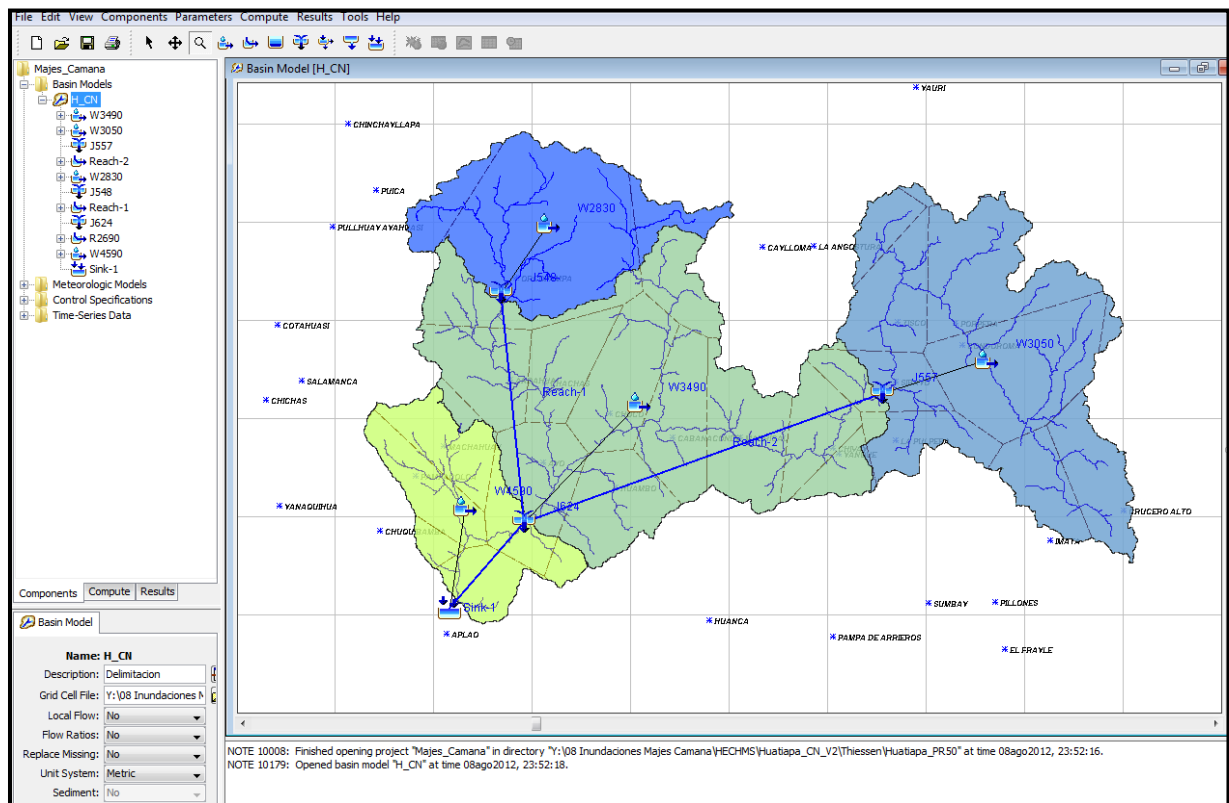 File Edit View Components Parameters Compute Results Tools Help
Majes_Camana
Basin Models
H_CN
W3490
W3050
J557
Reach-2
W2830
J548
Reach-1
J624
R2690
W4590
Sink-1
Meteorologic Models
Control Specifications
Time-Series Data
Components Compute Results
Basin Model
Name: H_CN
Description: Delimitacion
Grid Cell File: Y:\08 Inundaciones M
Local Flow: No
Flow Ratios: No
Replace Missing: No
Unit System: Metric
Sediment: No
Basin Model [H_CN]
YAURI
CHINCHAYLLAPA
PUICA
W2830
PULLHUAY
CAYLLOMA
LA ANGOSTURA
J548
COTAHUASI
W3050
SALAMANCA
J557
CHICHAS
Reach-1
W3490
Reach-2
W4590
YANAQUIHUA
J624
CHUQUIBAMBA
CRUCERO ALTO
IMATA
Sink-1
SUMBAY
PILLONES
HUANCA
APLAO
PAMPA DE ARRIEROS
EL FRAYLE
NOTE 10008: Finished opening project "Majes_Camana" in directory "Y:\08 Inundaciones Majes Camana\HECHMS\Huatiapa_CN_V2\Thiessen\Huatiapa_PR50" at time 08ago2012, 23:52:16.
NOTE 10179: Opened basin model "H_CN" at time 08ago2012, 23:52:18.